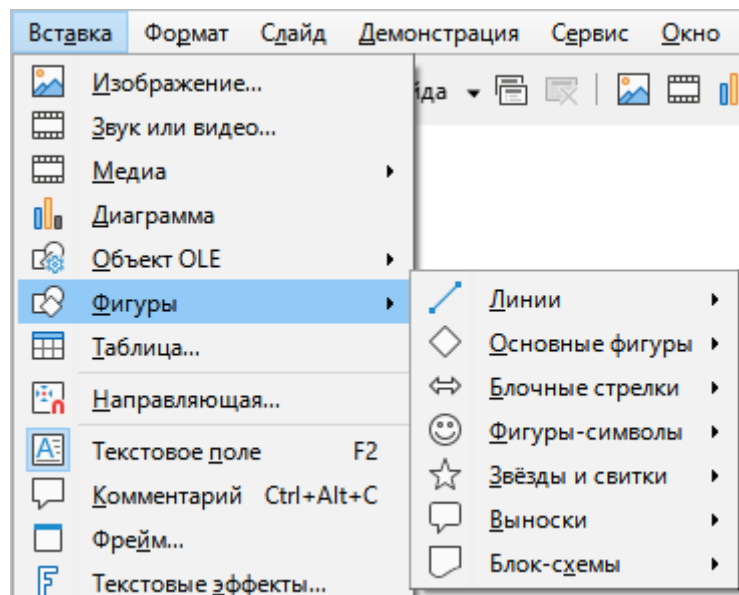 Вставка Формат Слайд Демонстрация Сервис Окно
Изображение...
йда
Звук или видео...
Медиа
Диаграмма
Объект OLE
Фигуры
Таблица...
Направляющая...
Текстовое поле F2
Комментарий Ctrl+Alt+C
Фрейм...
Текстовые эффекты...
Линии
Основные фигуры
Блочные стрелки
Фигуры-символы
Звёзды и свитки
Выноски
Блок-схемы